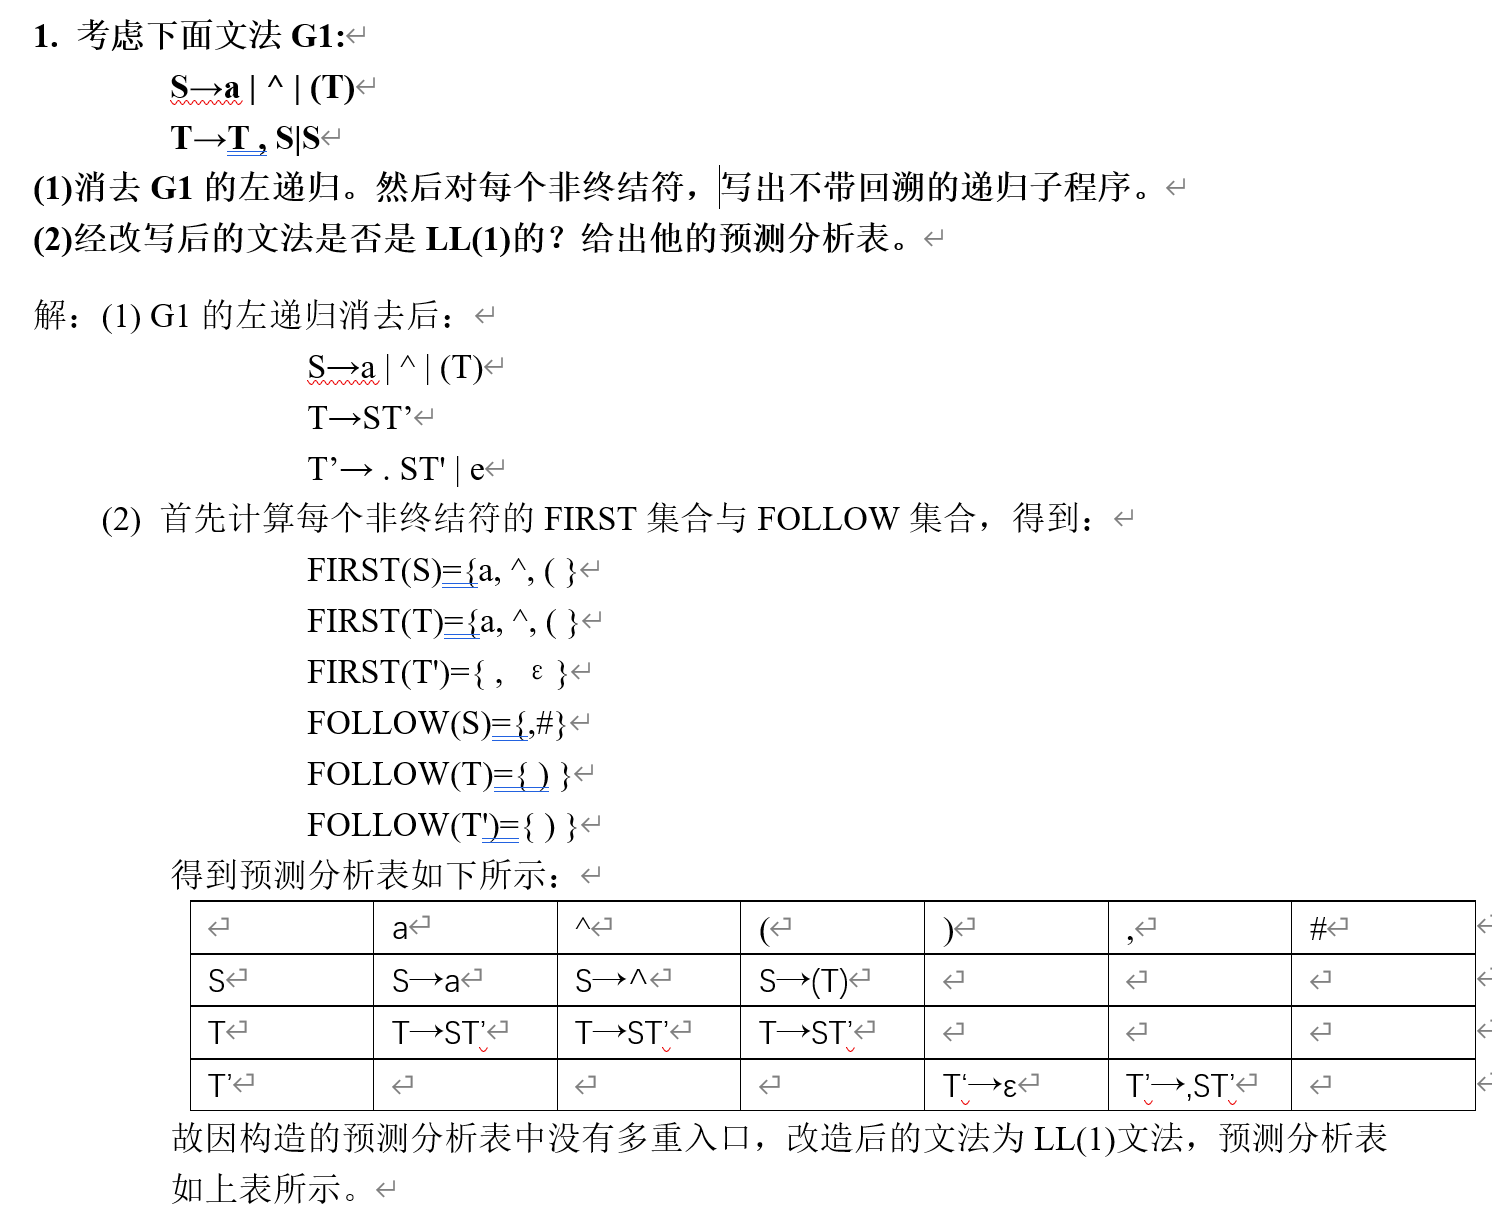 1. 考虑下面文法 G1:
S→a | ^ | (T)
T→T , S|S
(1)消去 G1 的左递归。然后对每个非终结符，写出不带回溯的递归子程序。
(2)经改写后的文法是否是 LL(1)的？给出他的预测分析表。
解：(1) G1 的左递归消去后：
S→a | ^ | (T)
T→ST’
T’→ . ST' | e
(2) 首先计算每个非终结符的 FIRST 集合与 FOLLOW 集合，得到：
FIRST(S)={a, ^, ( }
FIRST(T)={a, ^, ( }
FIRST(T')={ , ε }
FOLLOW(S)={,#}
FOLLOW(T)={ ) }
FOLLOW(T')={ ) }
得到预测分析表如下所示：
a ^ ( ) , #
S S→a S→^ S→(T)
T T→ST’ T→ST’ T→ST’
T’ T‘→ε T’→,ST’
故因构造的预测分析表中没有多重入口，改造后的文法为 LL(1)文法，预测分析表
如上表所示。